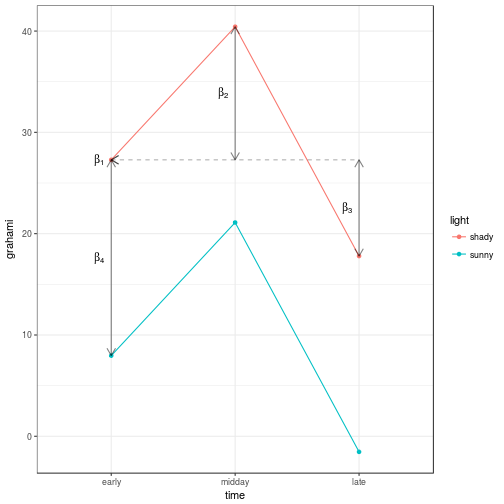 40
30
20
10
0
grahami
β₁
β₂
β₃
β₄
early
midday
late
time
light
shady
sunny